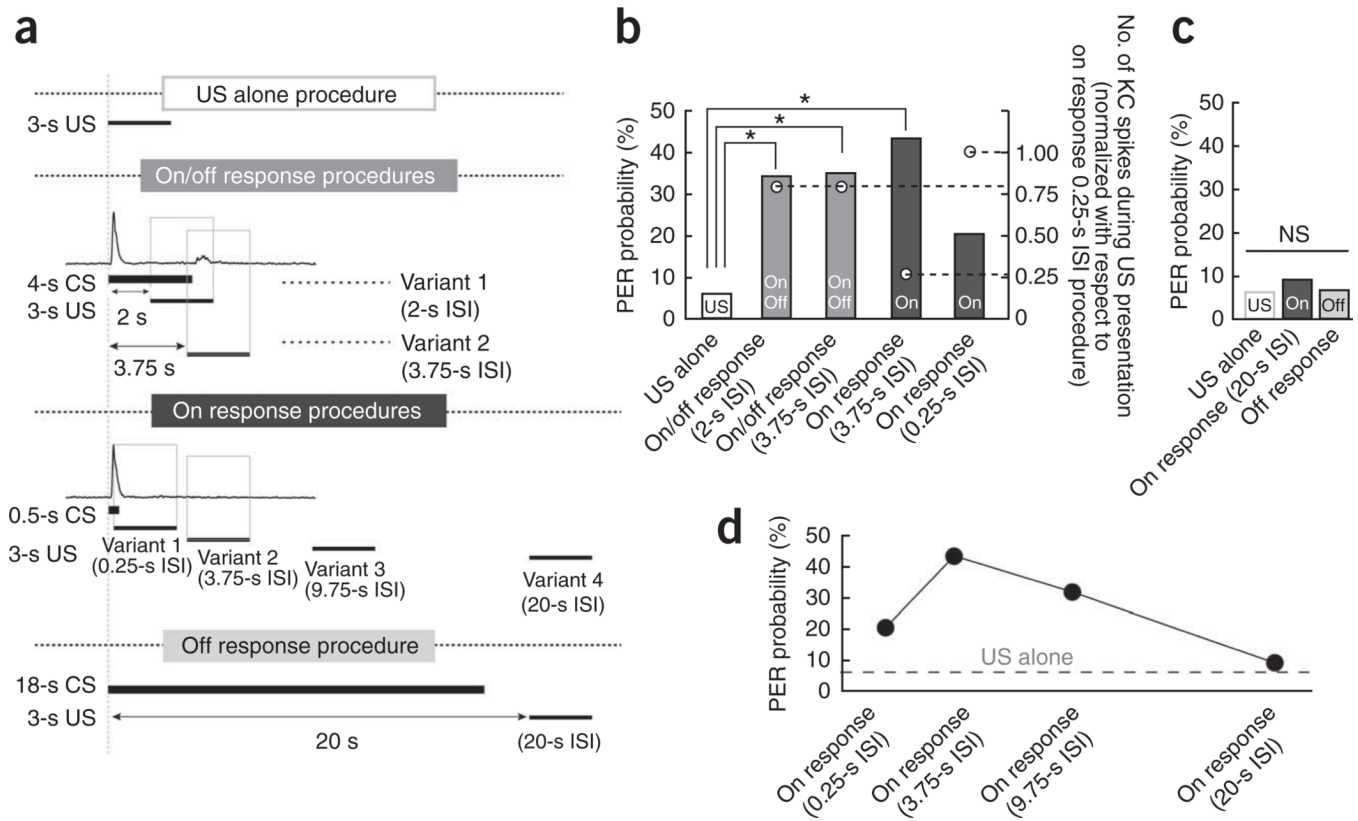 a
US alone procedure
3-s US
On/off response procedures
4-s CS
3-s US
2 s
3.75 s
Variant 1
(2-s ISI)
Variant 2
(3.75-s ISI)
On response procedures
0.5-s CS
3-s US
Variant 1
(0.25-s ISI)
Variant 2
(3.75-s ISI)
Variant 3
(9.75-s ISI)
Variant 4
(20-s ISI)
Off response procedure
18-s CS
3-s US
20 s
(20-s ISI)
b
PER probability (%)
50
40
30
20
10
0
*
*
*
US
On
Off
On
Off
On
On
1.00
0.75
0.50
0.25
0
No. of KC spikes during US presentation
(normalized with respect to
on response 0.25-s ISI procedure)
US alone
On/off response
(2-s ISI)
On/off response
(3.75-s ISI)
On response
(3.75-s ISI)
On response
(0.25-s ISI)
c
PER probability (%)
50
40
30
20
10
0
NS
US
On
Off
US alone
On response (20-s ISI)
Off response
d
PER probability (%)
50
40
30
20
10
0
US alone
On response
(0.25-s ISI)
On response
(3.75-s ISI)
On response
(9.75-s ISI)
On response
(20-s ISI)